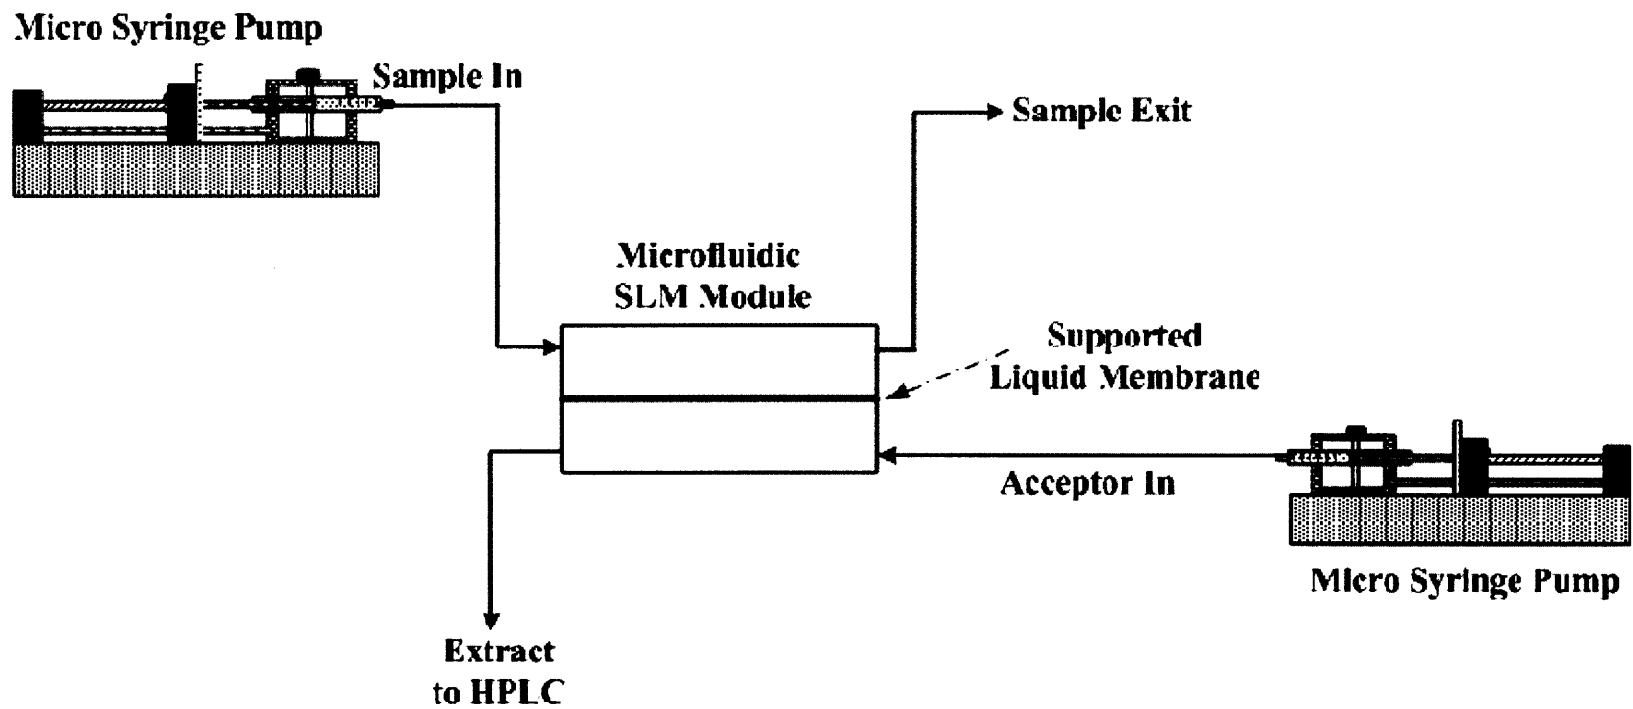 Micro Syringe Pump
Sample In
Sample Exit
Microfluidic
SLM Module
Supported
Liquid Membrane
Acceptor In
Micro Syringe Pump
Extract
to HPLC